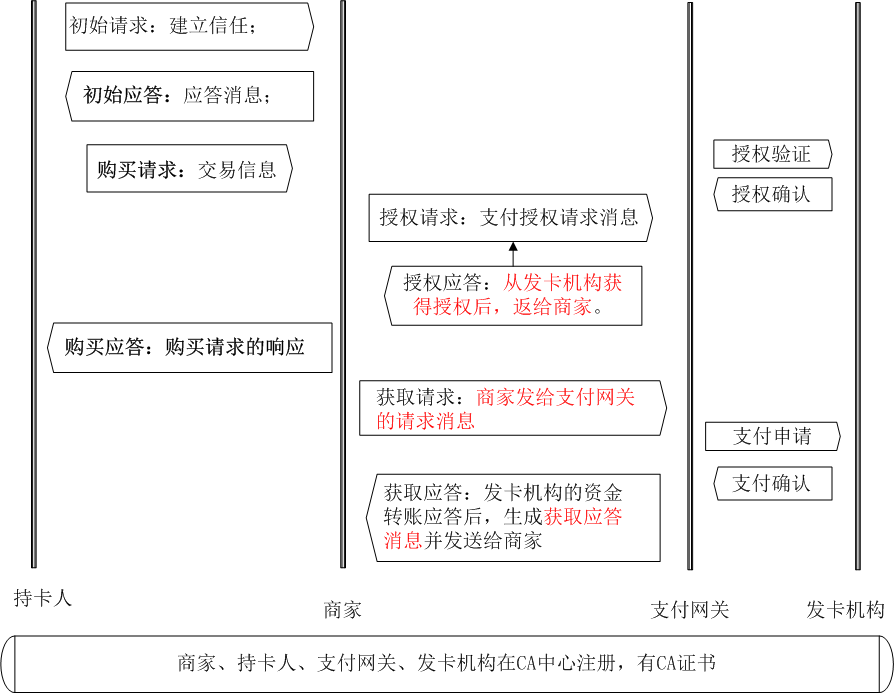 初始请求：建立信任；
初始应答：应答消息；
购买请求：交易信息
授权验证
授权确认
授权请求：支付授权请求消息
授权应答：从发卡机构获
得授权后，返给商家。
购买应答：购买请求的响应
获取请求：商家发给支付网关
的请求消息
支付申请
支付确认
获取应答：发卡机构的资金
转账应答后，生成获取应答
消息并发送给商家
持卡人
商家
支付网关
发卡机构
商家、持卡人、支付网关、发卡机构在CA中心注册，有CA证书